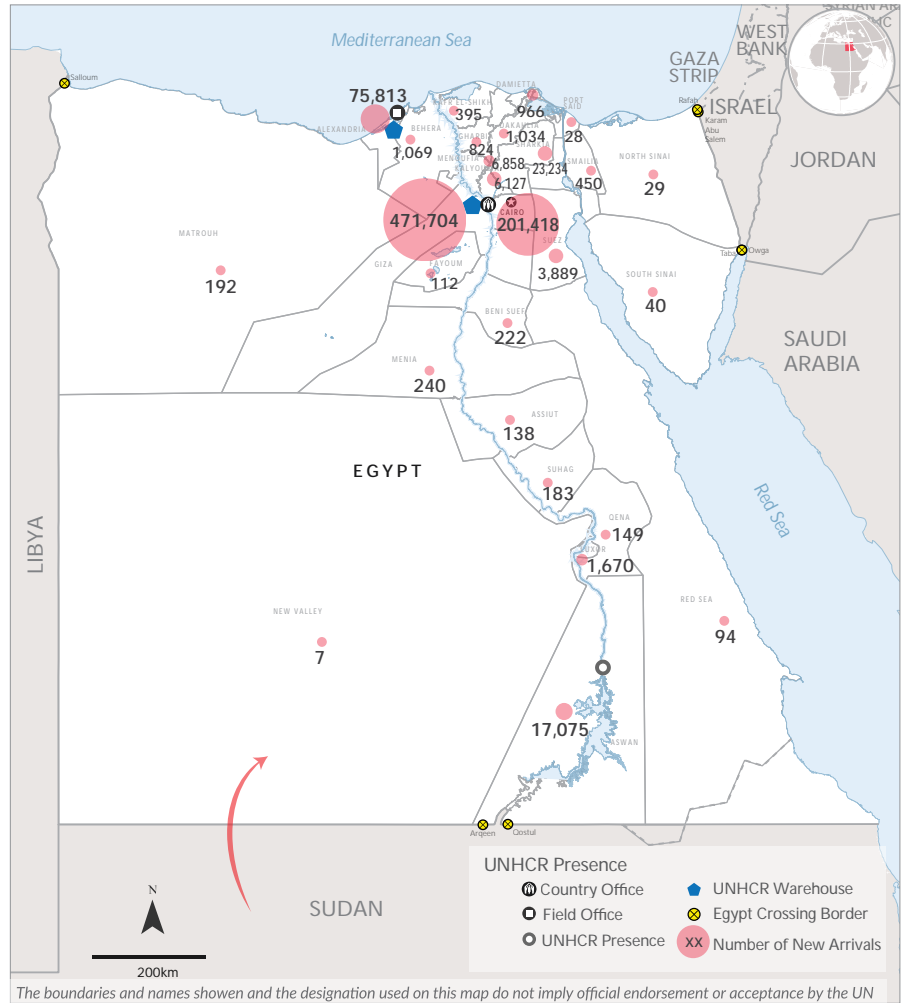 Mediterranean Sea
WEST
BANK
GAZA
STRIP
ISRAEL
JORDAN
SAUDI
ARABIA
Red Sea
LIBYA
SUDAN
EGYPT
Salloum
Rafah
Karam
Abu
Salem
Taba
Owga
Arqeen
Qostul
75,813
ALEXANDRIA
BEHERA
1,069
KAFR EL-SHIKH
395
DAMIETTA
966
PORT
SAID
28
DAKAHLIA
1,034
GHARBIA
824
MENOUFIA
6,858
SHARKIA
23,234
6,127
ISMAILIA
450
NORTH SINAI
29
471,704
CAIRO
201,418
SUEZ
3,889
MATROUH
192
GIZA
FAYOUM
112
SOUTH SINAI
40
BENI SUEF
222
MENIA
240
ASSIUT
138
SUHAG
183
QENA
149
LUXOR
1,670
NEW VALLEY
7
RED SEA
94
17,075
ASWAN
N
200km
UNHCR Presence
Country Office
Field Office
UNHCR Presence
UNHCR Warehouse
Egypt Crossing Border
XX Number of New Arrivals
The boundaries and names showen and the designation used on this map do not imply official endorsement or acceptance by the UN